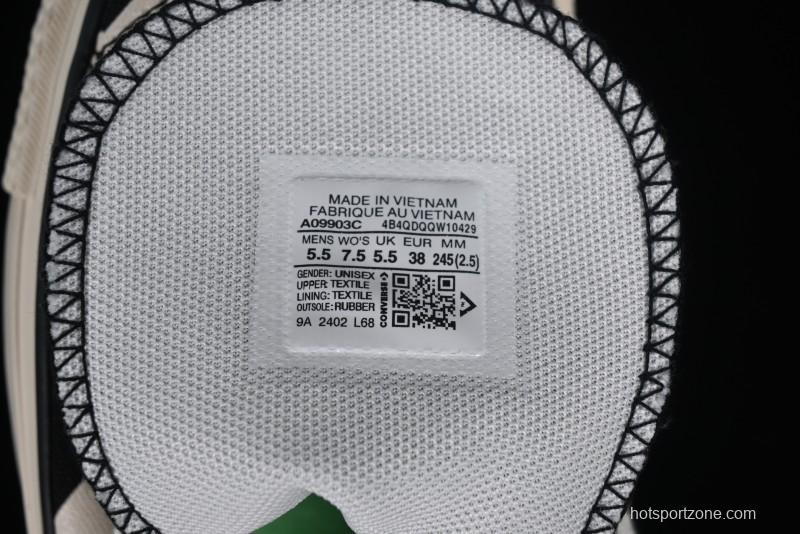 MADE IN VIETNAM
FABRIQUE AU VIETNAM
A09903C 4B4QDQQW10429
MENS WO'S UK EUR MM
5.5 7.5 5.5 38 245(2.5)
GENDER: UNISEX
UPPER: TEXTILE
LINING: TEXTILE
OUTSOLE: RUBBER
9A 2402 L68
CONVERSE
hotsportzone.com